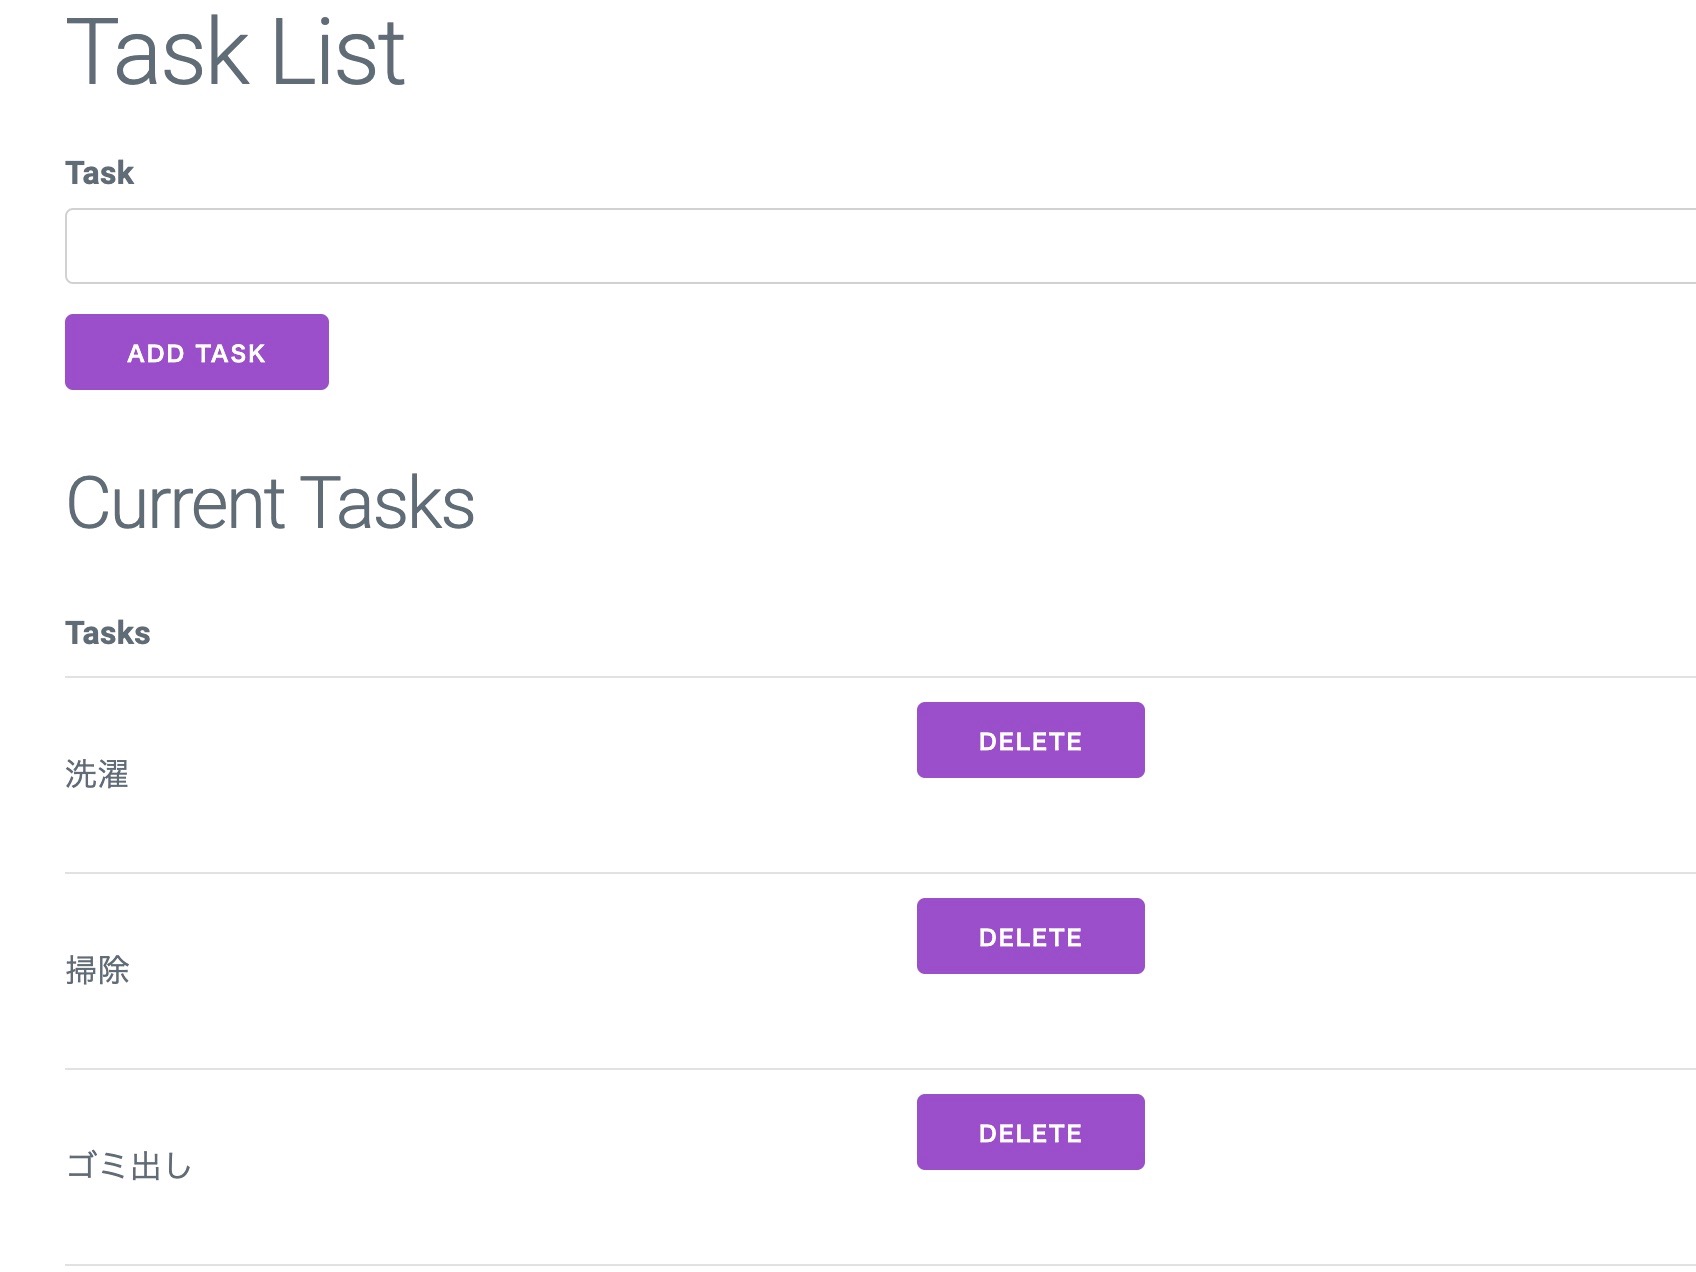 Task List
Task
ADD TASK
Current Tasks
Tasks
洗濯
DELETE
掃除
DELETE
ゴミ出し
DELETE